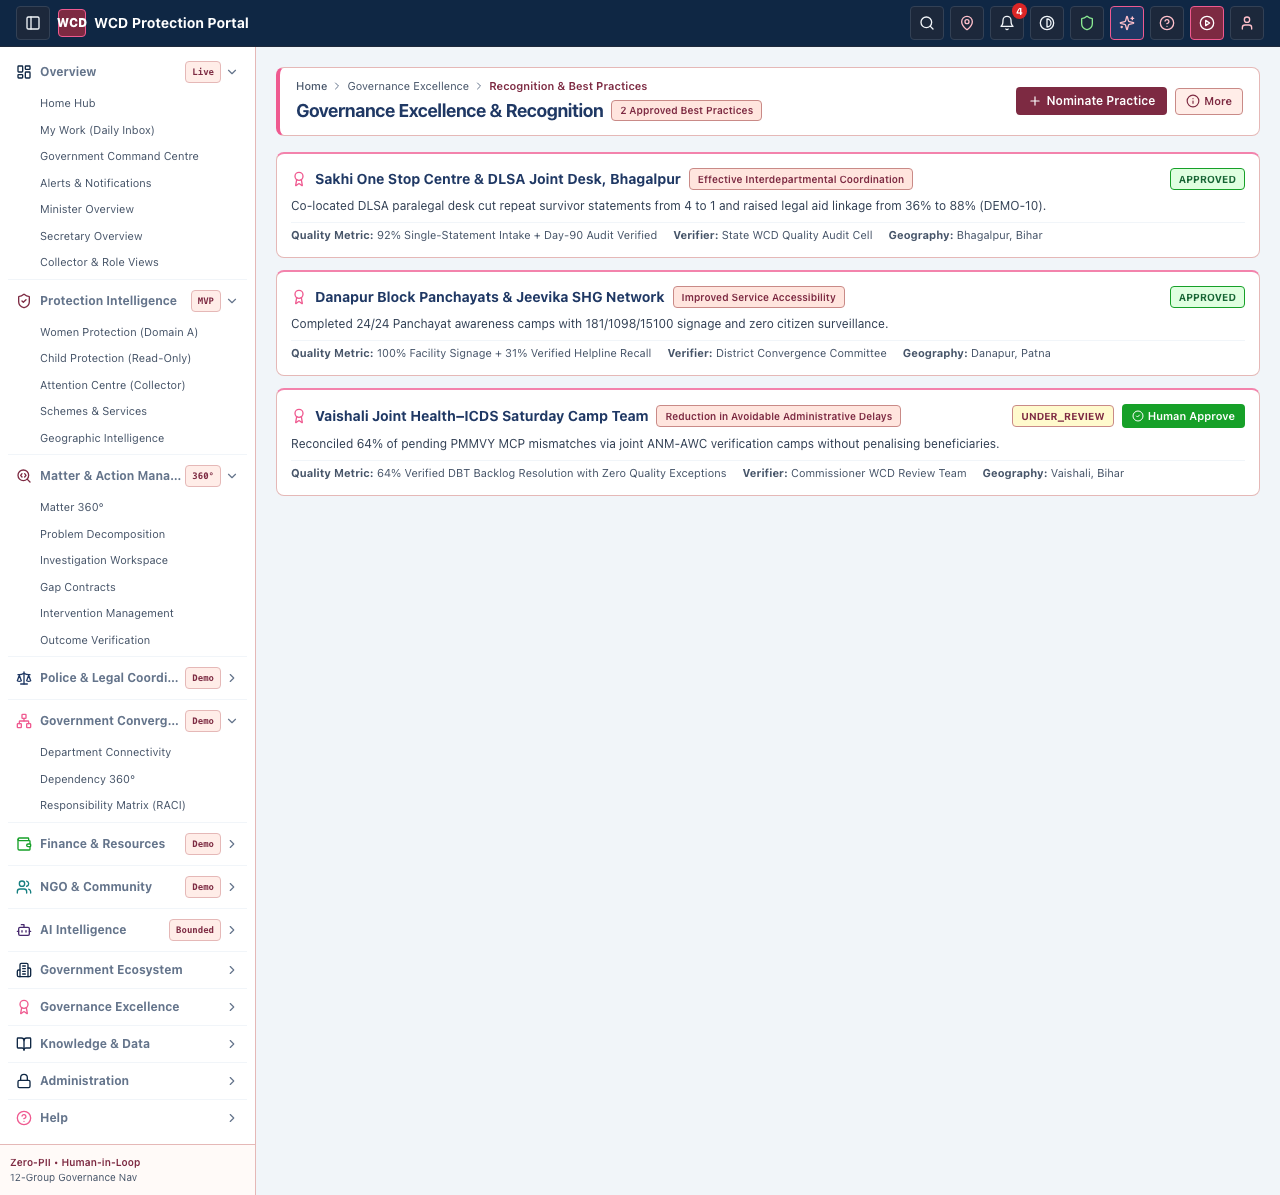 WCD WCD Protection Portal
4
Overview Live
Home Hub
My Work (Daily Inbox)
Government Command Centre
Alerts & Notifications
Minister Overview
Secretary Overview
Collector & Role Views
Protection Intelligence MVP
Women Protection (Domain A)
Child Protection (Read-Only)
Attention Centre (Collector)
Schemes & Services
Geographic Intelligence
Matter & Action Mana... 360°
Matter 360°
Problem Decomposition
Investigation Workspace
Gap Contracts
Intervention Management
Outcome Verification
Police & Legal Coordi... Demo
Government Converg... Demo
Department Connectivity
Dependency 360°
Responsibility Matrix (RACI)
Finance & Resources Demo
NGO & Community Demo
AI Intelligence Bounded
Government Ecosystem
Governance Excellence
Knowledge & Data
Administration
Help
Zero-PII • Human-in-Loop
12-Group Governance Nav
Home > Governance Excellence > Recognition & Best Practices
Governance Excellence & Recognition 2 Approved Best Practices
+ Nominate Practice More
Sakhi One Stop Centre & DLSA Joint Desk, Bhagalpur Effective Interdepartmental Coordination APPROVED
Co-located DLSA paralegal desk cut repeat survivor statements from 4 to 1 and raised legal aid linkage from 36% to 88% (DEMO-10).
Quality Metric: 92% Single-Statement Intake + Day-90 Audit Verified Verifier: State WCD Quality Audit Cell Geography: Bhagalpur, Bihar
Danapur Block Panchayats & Jeevika SHG Network Improved Service Accessibility APPROVED
Completed 24/24 Panchayat awareness camps with 181/1098/15100 signage and zero citizen surveillance.
Quality Metric: 100% Facility Signage + 31% Verified Helpline Recall Verifier: District Convergence Committee Geography: Danapur, Patna
Vaishali Joint Health–ICDS Saturday Camp Team Reduction in Avoidable Administrative Delays UNDER_REVIEW Human Approve
Reconciled 64% of pending PMMVY MCP mismatches via joint ANM-AWC verification camps without penalising beneficiaries.
Quality Metric: 64% Verified DBT Backlog Resolution with Zero Quality Exceptions Verifier: Commissioner WCD Review Team Geography: Vaishali, Bihar